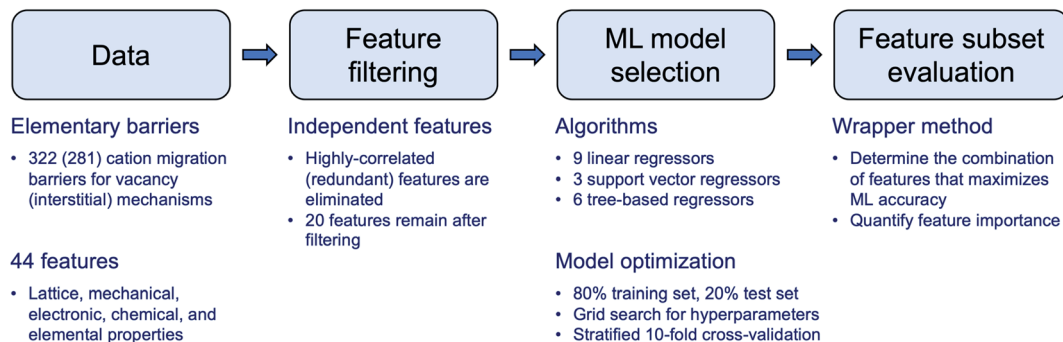 Data
Feature
filtering
ML model
selection
Feature subset
evaluation
Elementary barriers
• 322 (281) cation migration
barriers for vacancy
(interstitial) mechanisms
44 features
• Lattice, mechanical,
electronic, chemical, and
elemental properties
Independent features
• Highly-correlated
(redundant) features are
eliminated
• 20 features remain after
filtering
Algorithms
• 9 linear regressors
• 3 support vector regressors
• 6 tree-based regressors
Model optimization
• 80% training set, 20% test set
• Grid search for hyperparameters
• Stratified 10-fold cross-validation
Wrapper method
• Determine the combination
of features that maximizes
ML accuracy
• Quantify feature importance